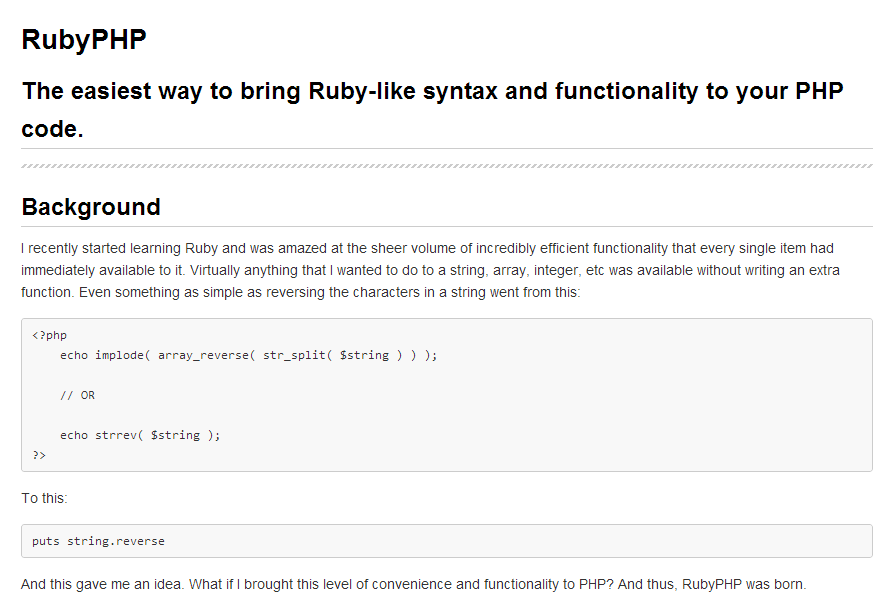 RubyPHP
The easiest way to bring Ruby-like syntax and functionality to your PHP
code.
Background
I recently started learning Ruby and was amazed at the sheer volume of incredibly efficient functionality that every single item had
immediately available to it. Virtually anything that I wanted to do to a string, array, integer, etc was available without writing an extra
function. Even something as simple as reversing the characters in a string went from this:
<?php
    echo implode( array_reverse( str_split( $string ) ) );
    // OR
    echo strrev( $string );
?>
To this:
puts string.reverse
And this gave me an idea. What if I brought this level of convenience and functionality to PHP? And thus, RubyPHP was born.